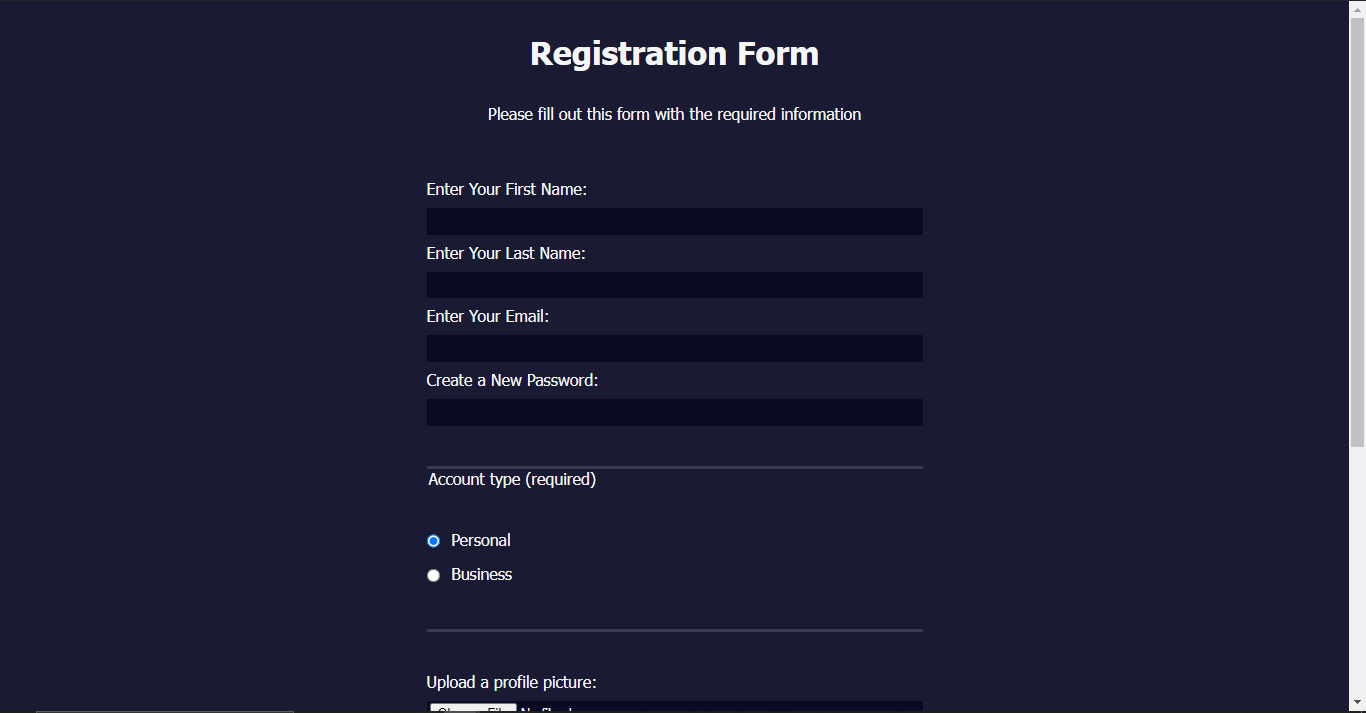 Registration Form
Please fill out this form with the required information
Enter Your First Name:
Enter Your Last Name:
Enter Your Email:
Create a New Password:
Account type (required)
Personal
Business
Upload a profile picture: